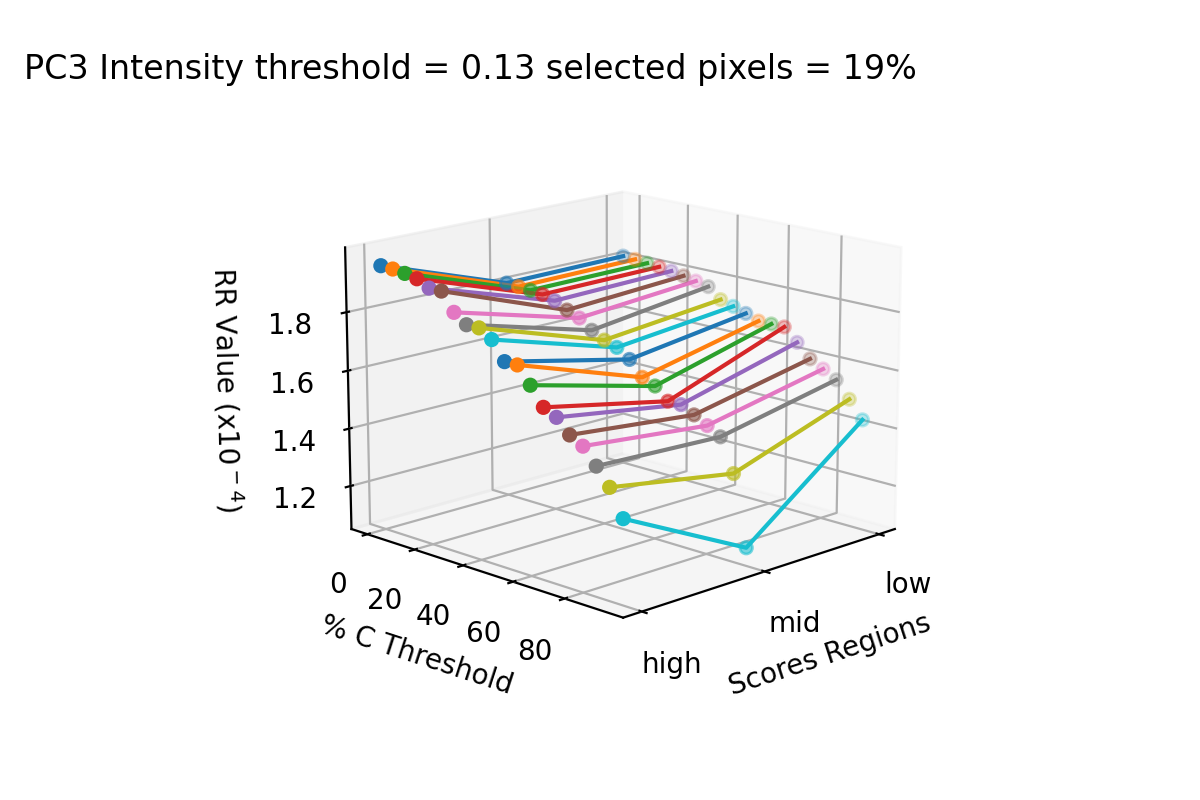 PC3 Intensity threshold = 0.13 selected pixels = 19%
RR Value (x10⁻⁴)
1.8
1.6
1.4
1.2
0
20
40
60
80
% C Threshold
high
mid
low
Scores Regions